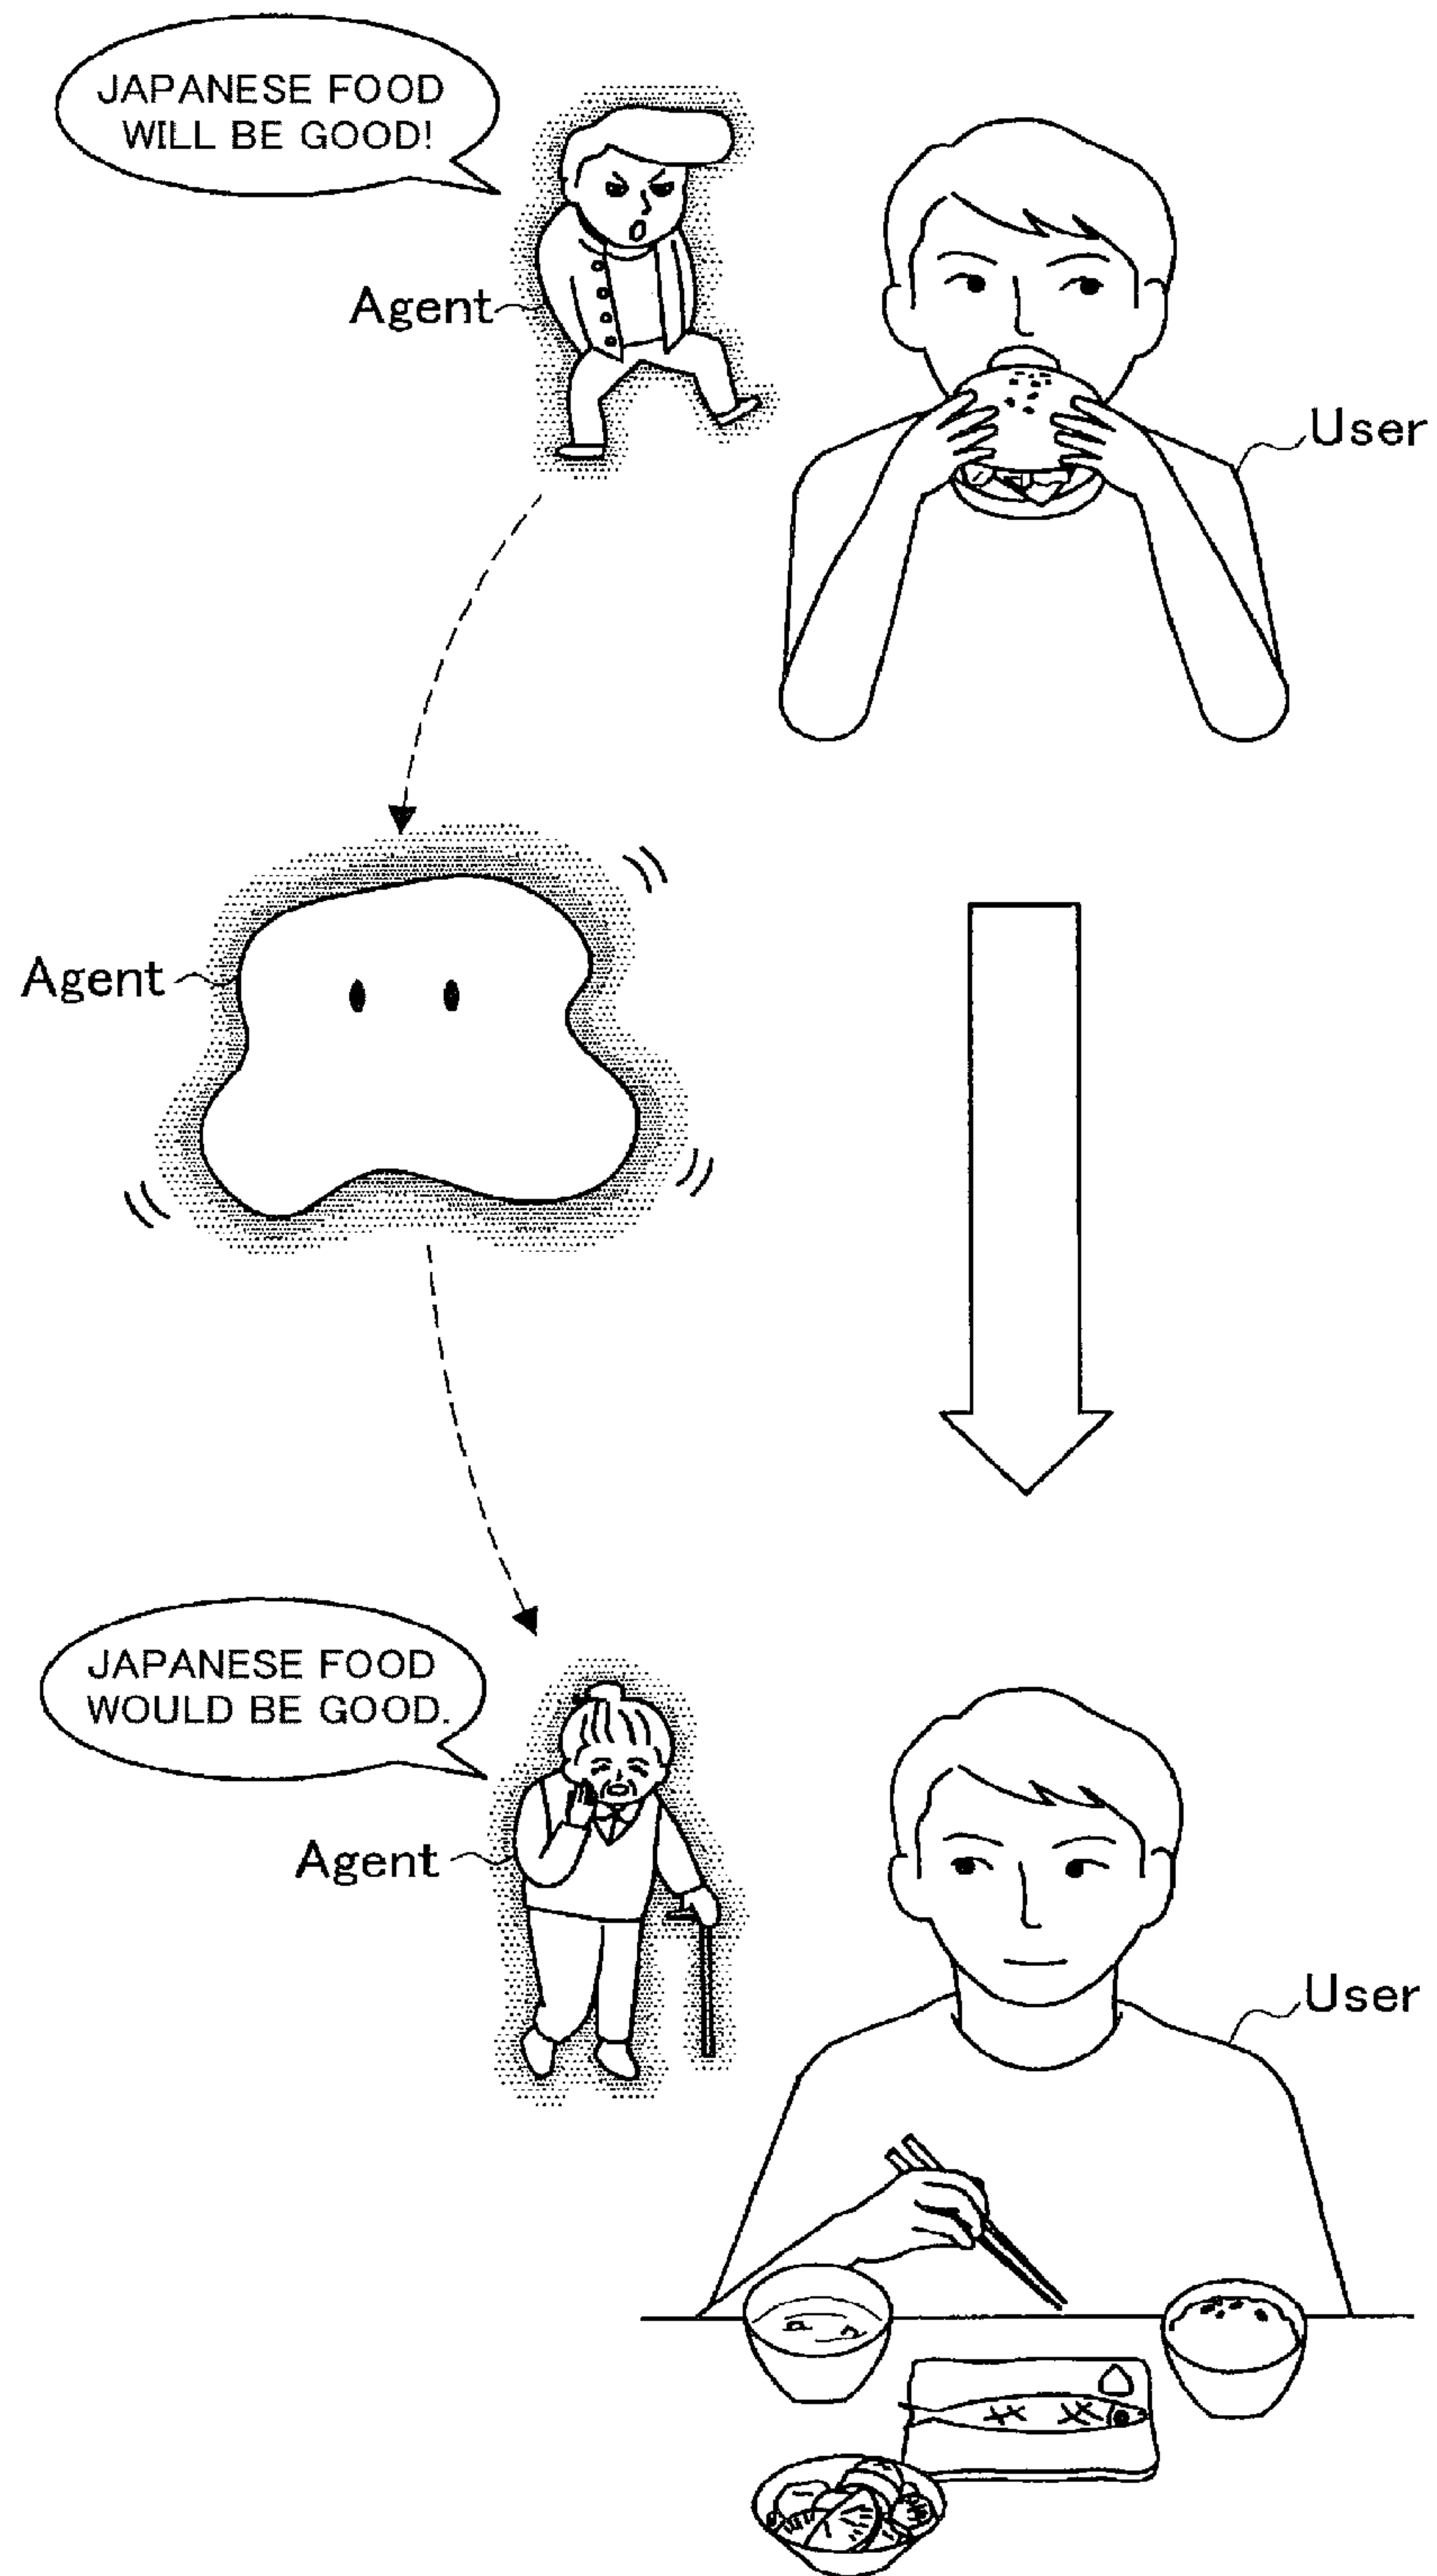 JAPANESE FOOD
WILL BE GOOD!
Agent
User
Agent
JAPANESE FOOD
WOULD BE GOOD.
Agent
User